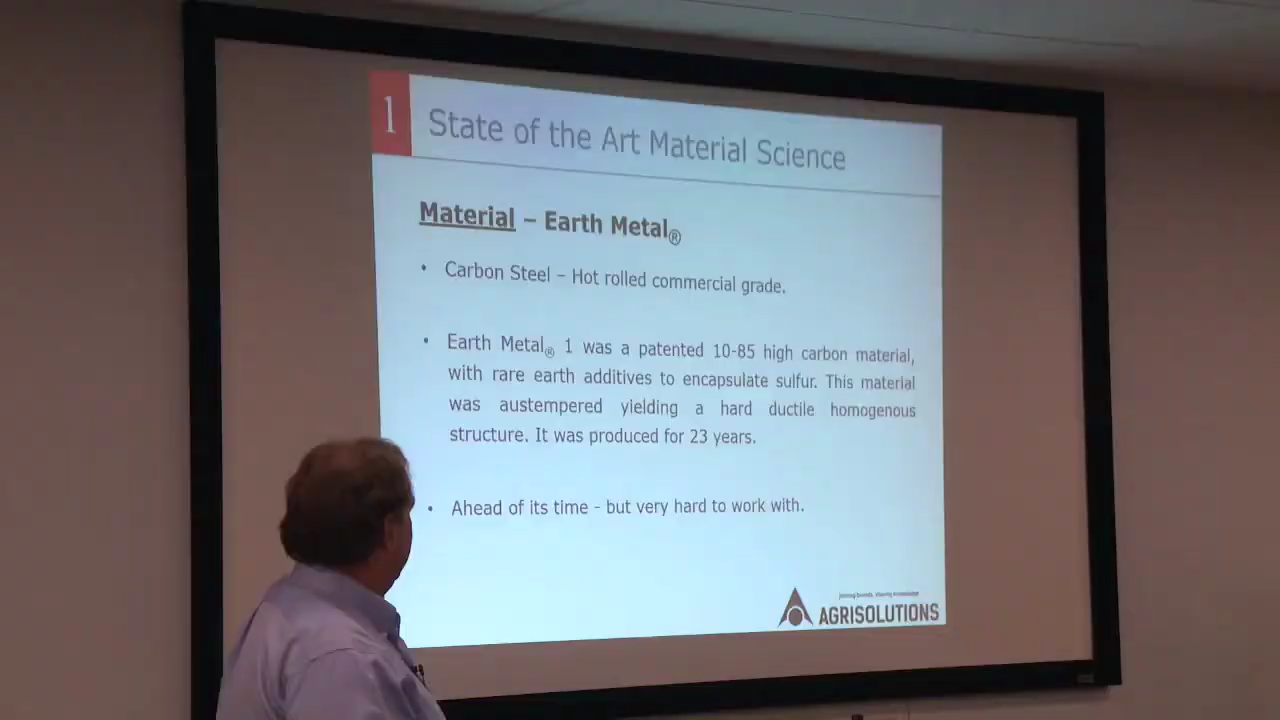 1
State of the Art Material Science
Material – Earth Metal®
• Carbon Steel – Hot rolled commercial grade.
• Earth Metal® 1 was a patented 10-85 high carbon material,
with rare earth additives to encapsulate sulfur. This material
was austempered yielding a hard ductile homogenous
structure. It was produced for 23 years.
• Ahead of its time - but very hard to work with.
AGRISOLUTIONS